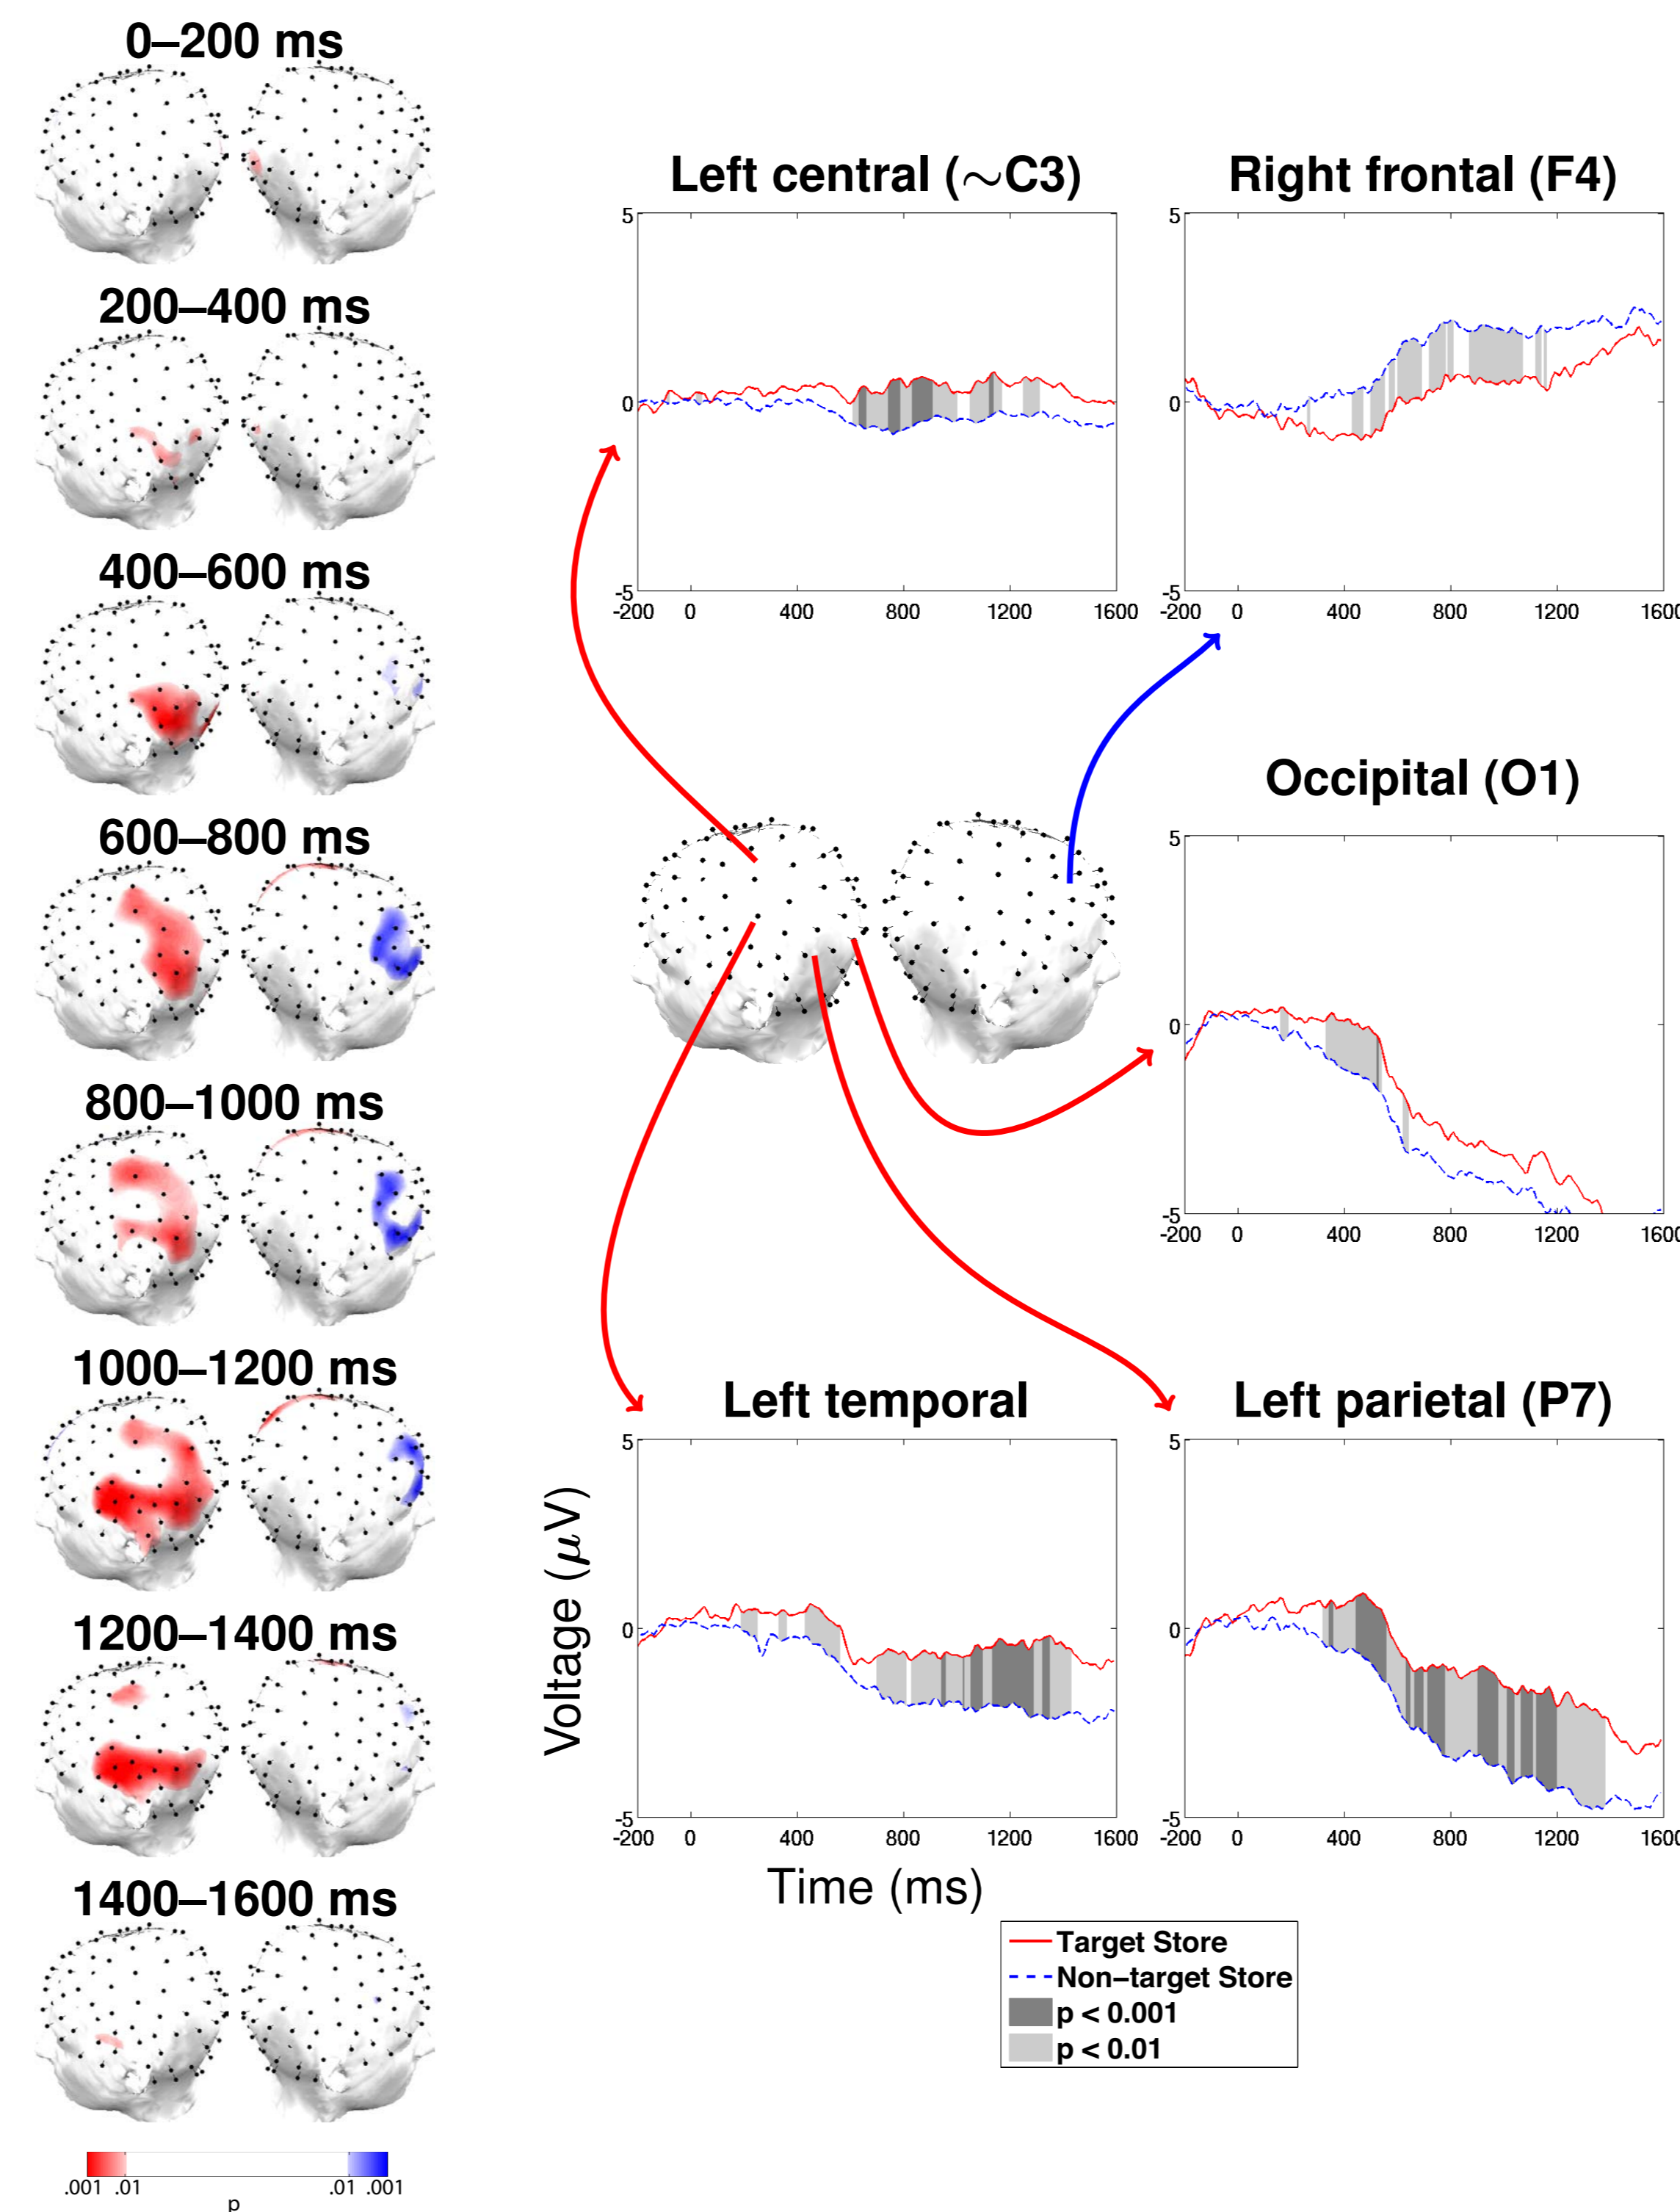 0–200 ms
200–400 ms
400–600 ms
600–800 ms
800–1000 ms
1000–1200 ms
1200–1400 ms
1400–1600 ms
.001 .01 .01 .001
p
Left central (∼C3)
5
0
-5
-200 0 400 800 1200 1600
Right frontal (F4)
5
0
-5
-200 0 400 800 1200 160
Occipital (O1)
5
0
-5
-200 0 400 800 1200 160
Left temporal
5
0
-5
-200 0 400 800 1200 1600
Voltage (μV)
Time (ms)
Left parietal (P7)
5
0
-5
-200 0 400 800 1200 160
Target Store
Non–target Store
p < 0.001
p < 0.01